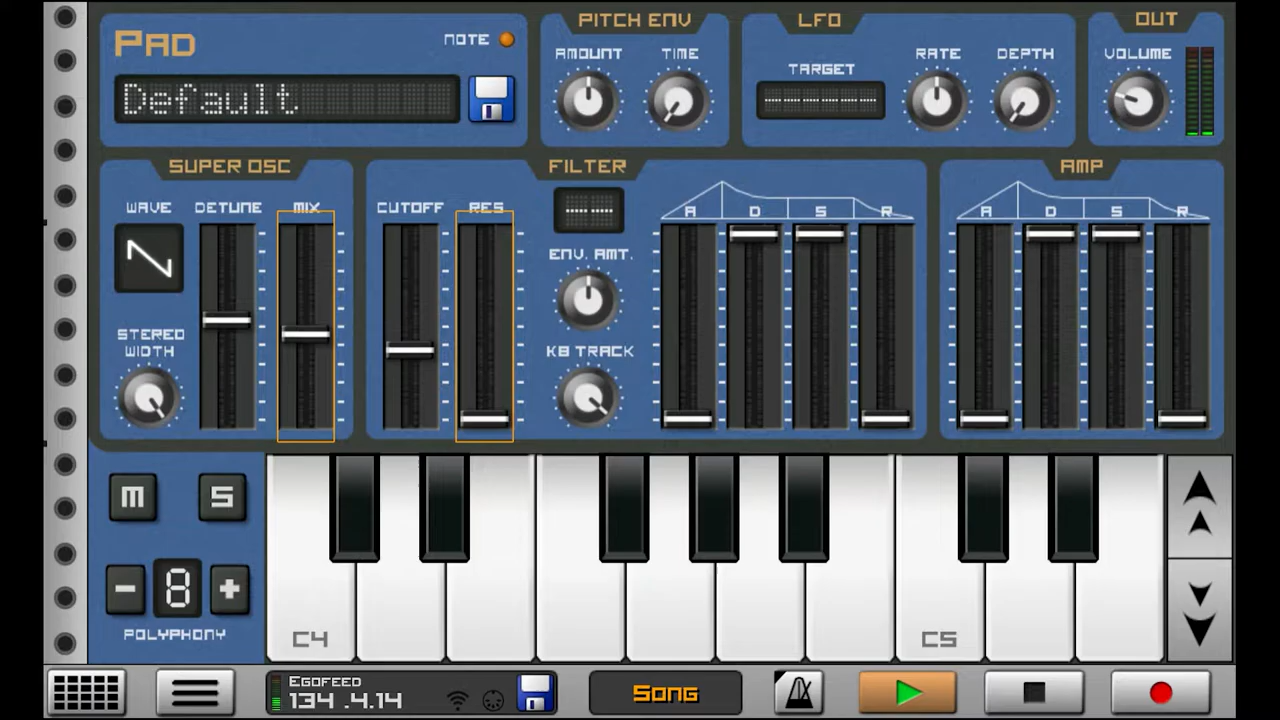 PAD
NOTE
Default
PITCH ENV
AMOUNT TIME
LFO
TARGET
RATE DEPTH
OUT
VOLUME
SUPER OSC
WAVE DETUNE MIX
STEREO
WIDTH
FILTER
CUTOFF RES
ENV. AMT.
KB TRACK
A D S R
AMP
A D S R
M S
- 8 +
POLYPHONY
C4 C5
EGOFEED
134 .4.14
SONG